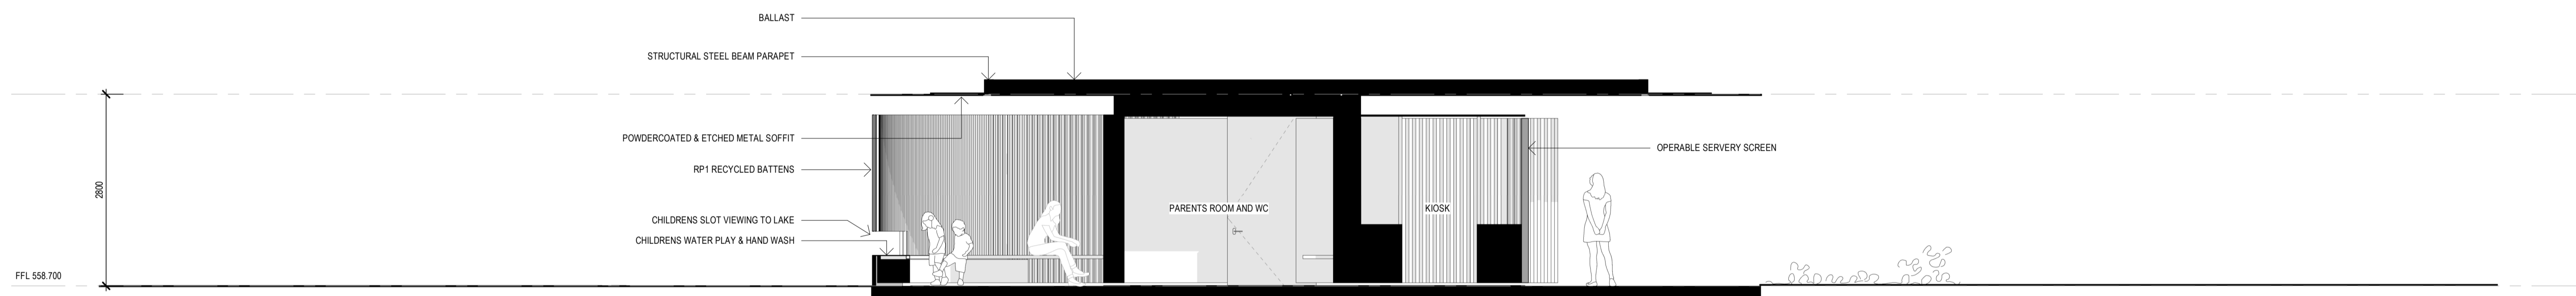 BALLAST
STRUCTURAL STEEL BEAM PARAPET
POWDERCOATED & ETCHED METAL SOFFIT
OPERABLE SERVERY SCREEN
RP1 RECYCLED BATTENS
2800
PARENTS ROOM AND WC
KIOSK
CHILDRENS SLOT VIEWING TO LAKE
CHILDRENS WATER PLAY & HAND WASH
FFL 558.700